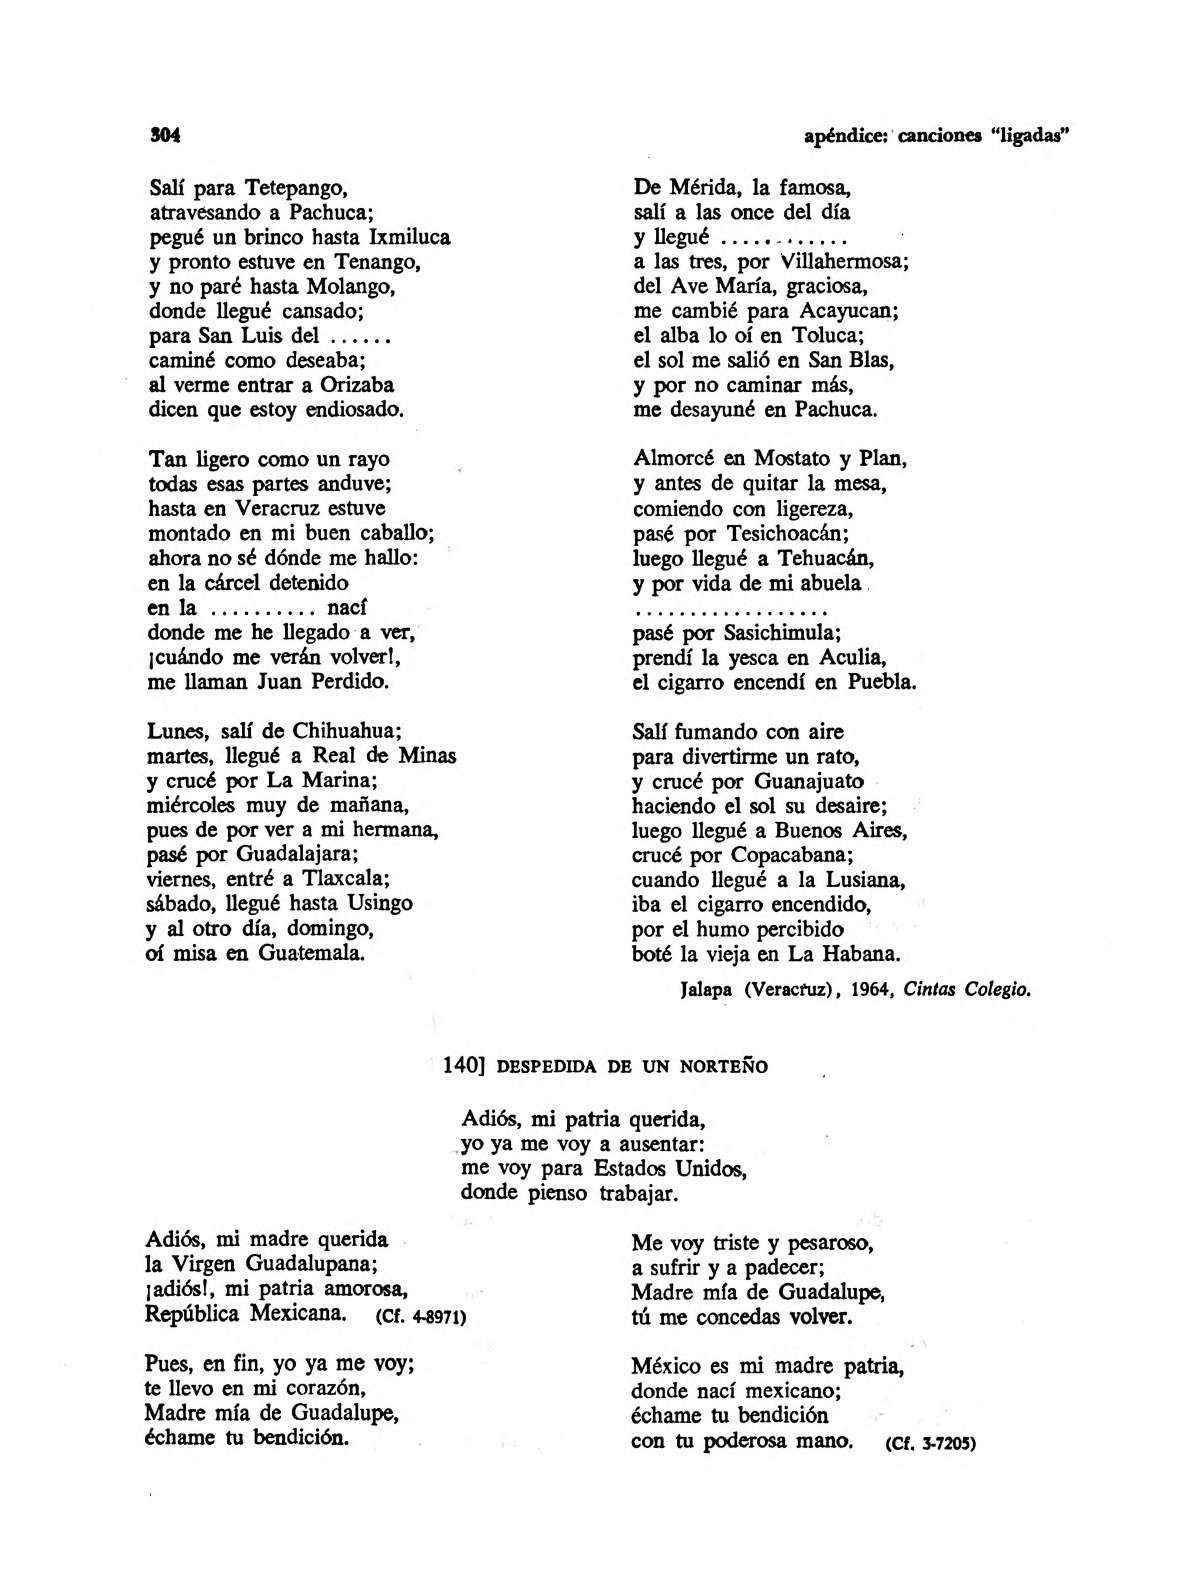 304
apéndice: canciones “ligadas”
Salí para Tetepango,
atravesando a Pachuca;
pegué un brinco hasta Ixmiluca
y pronto estuve en Tenango,
y no paré hasta Molango,
donde llegué cansado;
para San Luis del ......
caminé como deseaba;
al verme entrar a Orizaba
dicen que estoy endiosado.
Tan ligero como un rayo
todas esas partes anduve;
hasta en Veracruz estuve
montado en mi buen caballo;
ahora no sé dónde me hallo:
en la cárcel detenido
en la .......... nací
donde me he llegado a ver,
¡cuándo me verán volver!,
me llaman Juan Perdido.
Lunes, salí de Chihuahua;
martes, llegué a Real de Minas
y crucé por La Marina;
miércoles muy de mañana,
pues de por ver a mi hermana,
pasé por Guadalajara;
viernes, entré a Tlaxcala;
sábado, llegué hasta Usingo
y al otro día, domingo,
oí misa en Guatemala.
De Mérida, la famosa,
salí a las once del día
y llegué ............
a las tres, por Villahermosa;
del Ave María, graciosa,
me cambié para Acayucan;
el alba lo oí en Toluca;
el sol me salió en San Blas,
y por no caminar más,
me desayuné en Pachuca.
Almorcé en Mostato y Plan,
y antes de quitar la mesa,
comiendo con ligereza,
pasé por Tesichoacán;
luego llegué a Tehuacán,
y por vida de mi abuela
..................
pasé por Sasichimula;
prendí la yesca en Aculia,
el cigarro encendí en Puebla.
Salí fumando con aire
para divertirme un rato,
y crucé por Guanajuato
haciendo el sol su desaire;
luego llegué a Buenos Aires,
crucé por Copacabana;
cuando llegué a la Lusiana,
iba el cigarro encendido,
por el humo percibido
boté la vieja en La Habana.
Jalapa (Veracruz), 1964, Cintas Colegio.
140] DESPEDIDA DE UN NORTEÑO
Adiós, mi patria querida,
yo ya me voy a ausentar:
me voy para Estados Unidos,
donde pienso trabajar.
Adiós, mi madre querida
la Virgen Guadalupana;
¡adiós!, mi patria amorosa,
República Mexicana. (Cf. 4-8971)
Pues, en fin, yo ya me voy;
te llevo en mi corazón,
Madre mía de Guadalupe,
échame tu bendición.
Me voy triste y pesaroso,
a sufrir y a padecer;
Madre mía de Guadalupe,
tú me concedas volver.
México es mi madre patria,
donde nací mexicano;
échame tu bendición
con tu poderosa mano. (Cf. 3-7205)